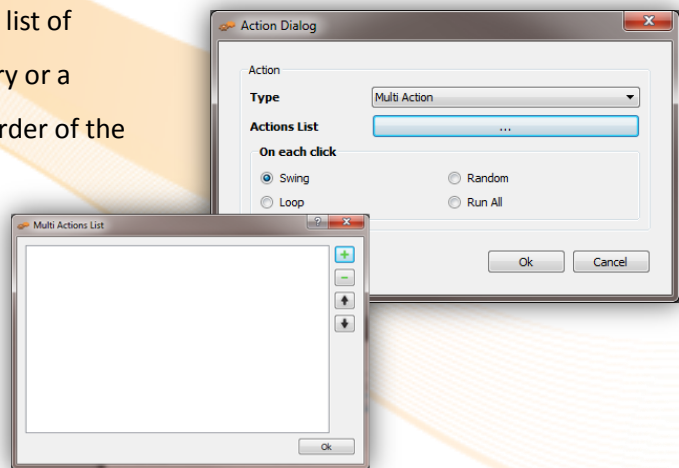 list of
ry or a
rder of the
Action Dialog
Action
Type
Multi Action
Actions List
...
On each click
Swing
Random
Loop
Run All
Ok
Cancel
Multi Actions List
Ok